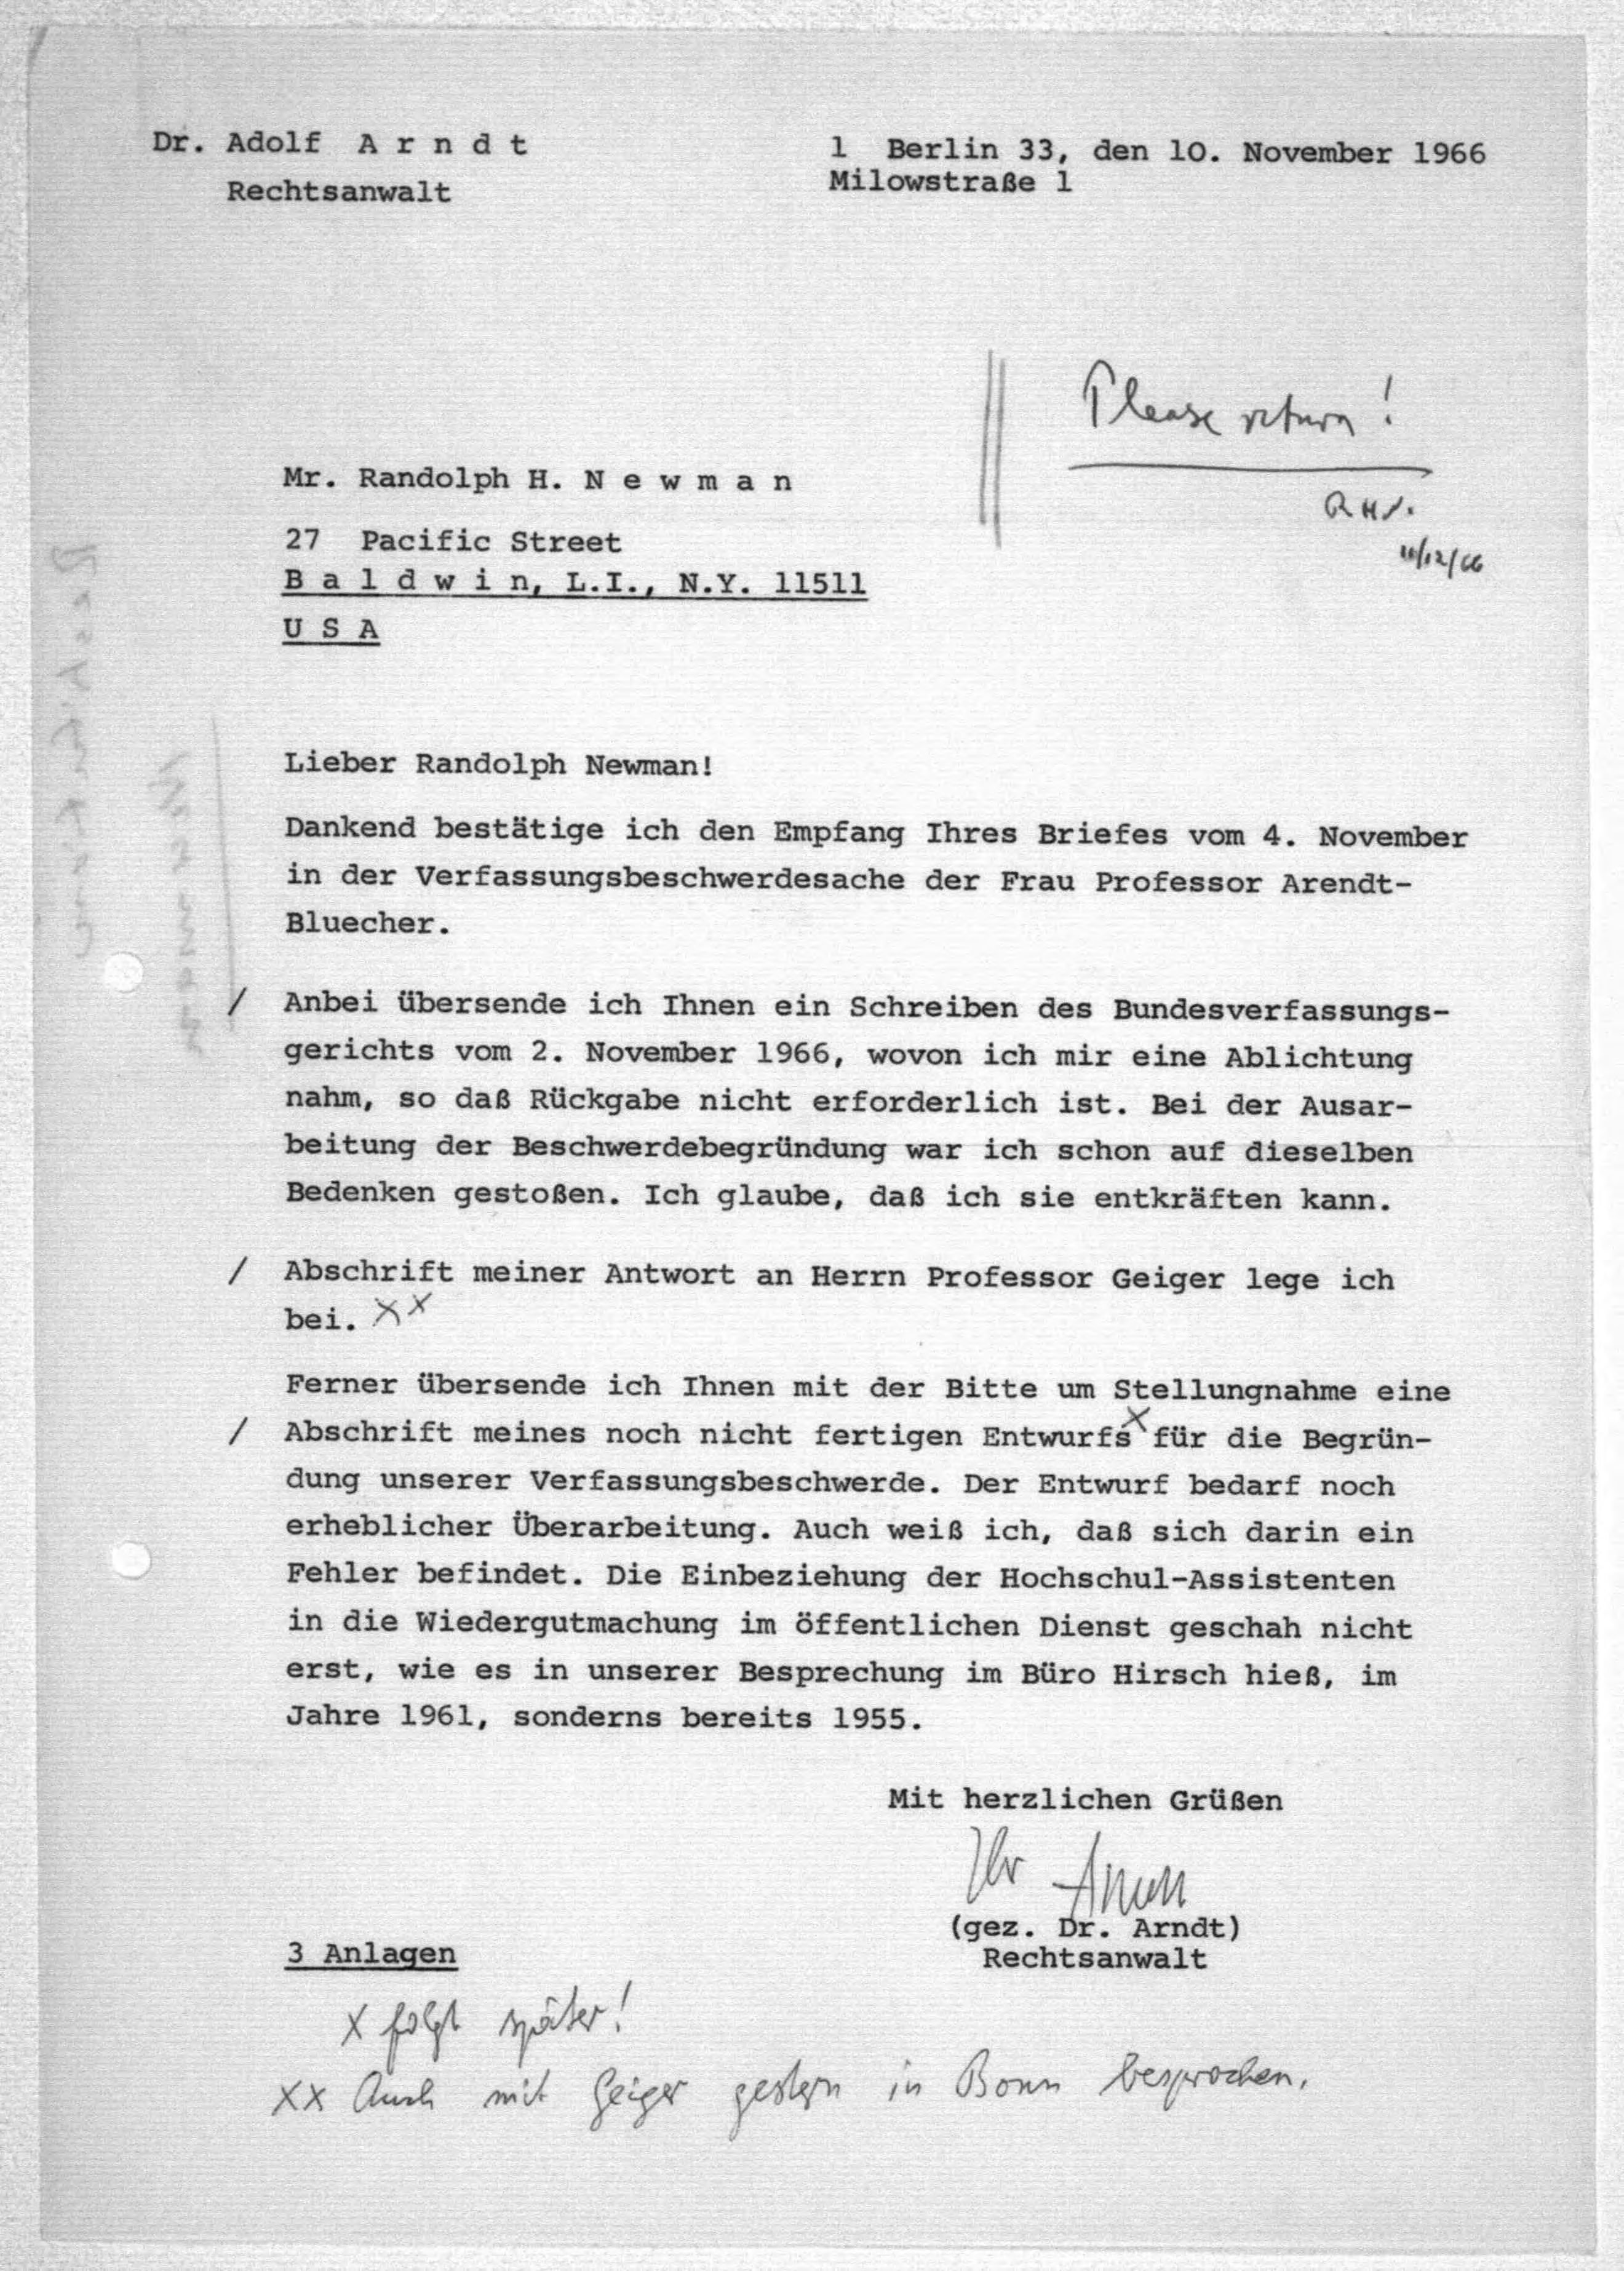 Dr. Adolf A r n d t
Rechtsanwalt
1 Berlin 33, den 10. November 1966
Milowstraße 1
Please return!
RHN.
11/12/66
Mr. Randolph H. N e w m a n
27 Pacific Street
B a l d w i n, L.I., N.Y. 11511
U S A
Lieber Randolph Newman!
Dankend bestätige ich den Empfang Ihres Briefes vom 4. November
in der Verfassungsbeschwerdesache der Frau Professor Arendt-
Bluecher.
/ Anbei übersende ich Ihnen ein Schreiben des Bundesverfassungs-
gerichts vom 2. November 1966, wovon ich mir eine Ablichtung
nahm, so daß Rückgabe nicht erforderlich ist. Bei der Ausar-
beitung der Beschwerdebegründung war ich schon auf dieselben
Bedenken gestoßen. Ich glaube, daß ich sie entkräften kann.
/ Abschrift meiner Antwort an Herrn Professor Geiger lege ich
bei. XX
Ferner übersende ich Ihnen mit der Bitte um Stellungnahme eine
/ Abschrift meines noch nicht fertigen Entwurfs x für die Begrün-
dung unserer Verfassungsbeschwerde. Der Entwurf bedarf noch
erheblicher Überarbeitung. Auch weiß ich, daß sich darin ein
Fehler befindet. Die Einbeziehung der Hochschul-Assistenten
in die Wiedergutmachung im öffentlichen Dienst geschah nicht
erst, wie es in unserer Besprechung im Büro Hirsch hieß, im
Jahre 1961, sonderns bereits 1955.
Mit herzlichen Grüßen
Ihr Arndt
(gez. Dr. Arndt)
Rechtsanwalt
3 Anlagen
x folgt später!
xx Auch mit Geiger gestern in Bonn besprochen.